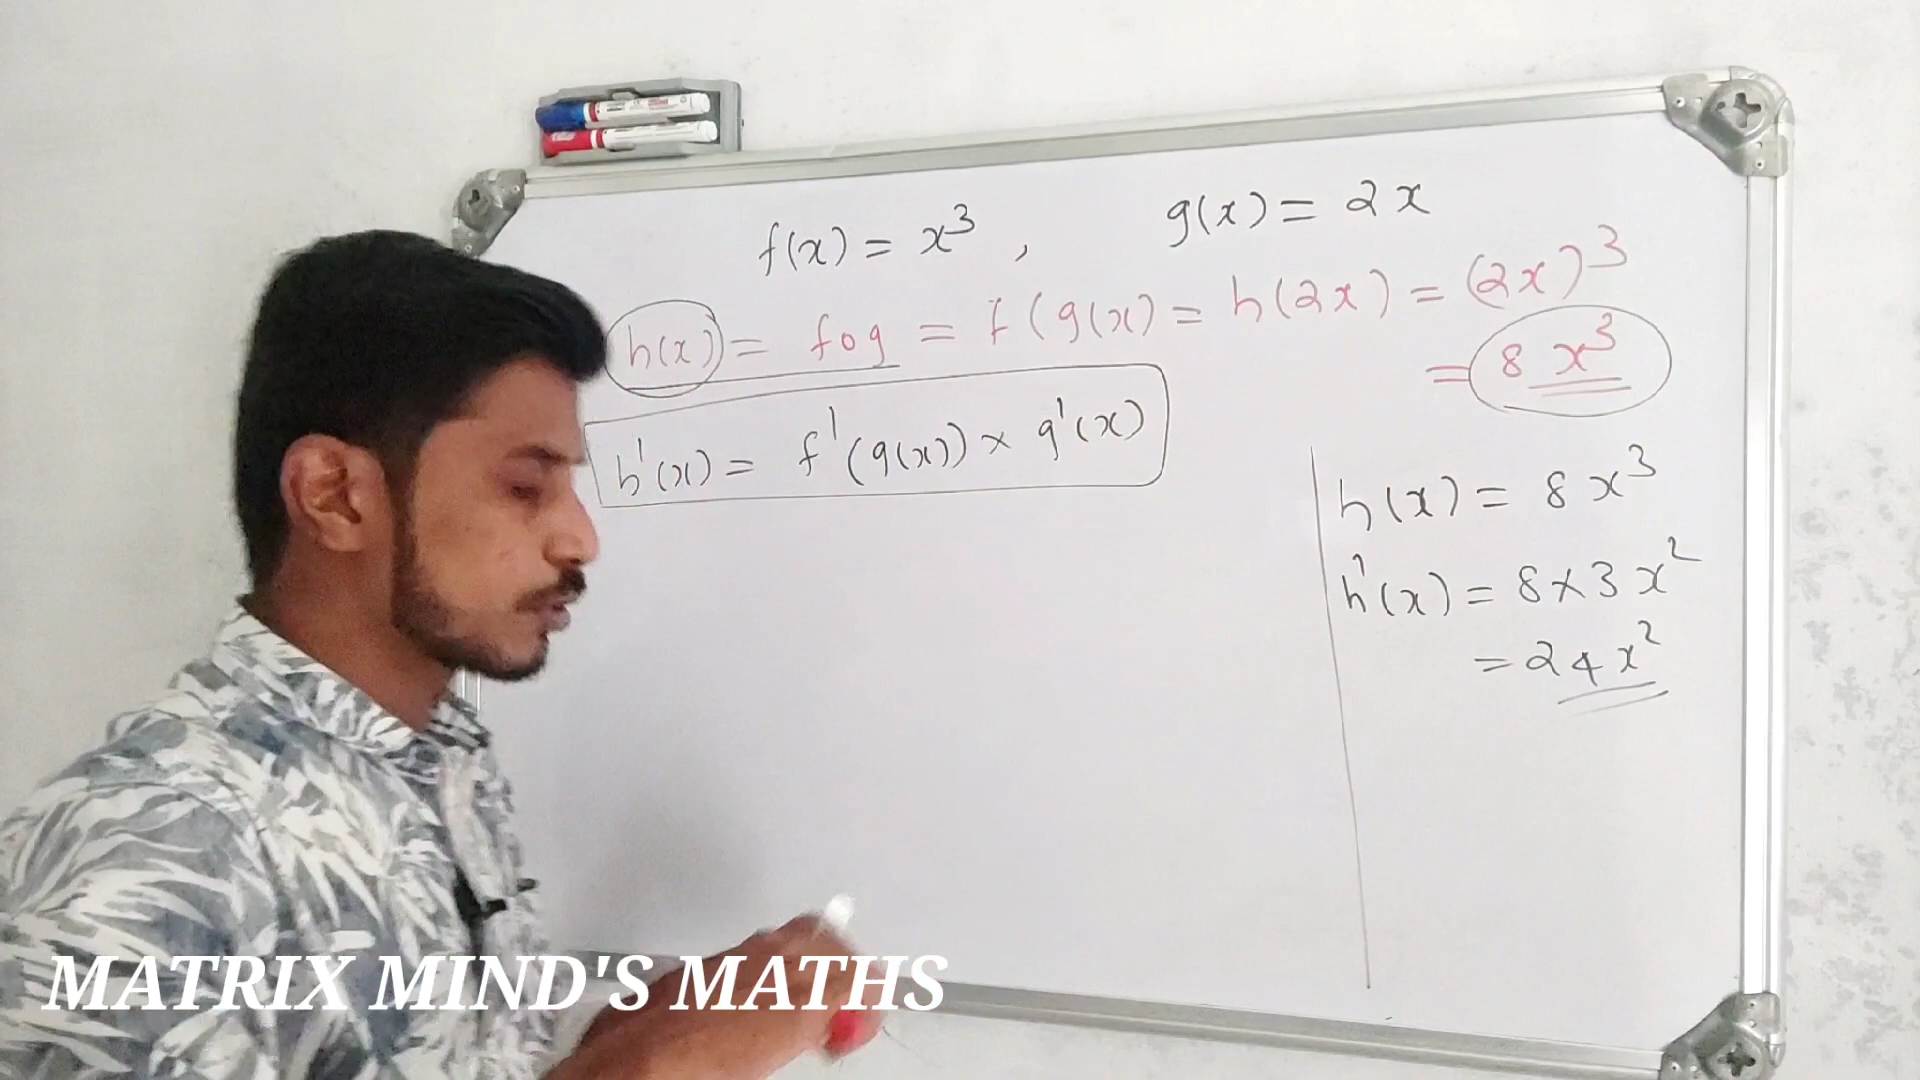 f(x) = x³ , g(x) = 2x
h(x) = fog = f(g(x) = h(2x) = (2x)³
= 8x³
h'(x) = f'(g(x)) × g'(x)
h(x) = 8x³
h'(x) = 8×3x²
= 24x²
MATRIX MIND'S MATHS